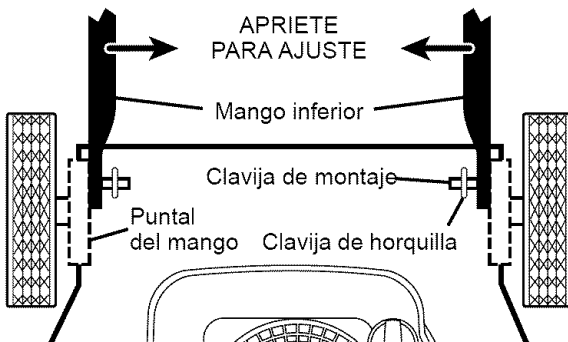 APRIETE
PARA AJUSTE
Mango inferior
Clavija de montaje
Puntal
del mango
Clavija de horquilla